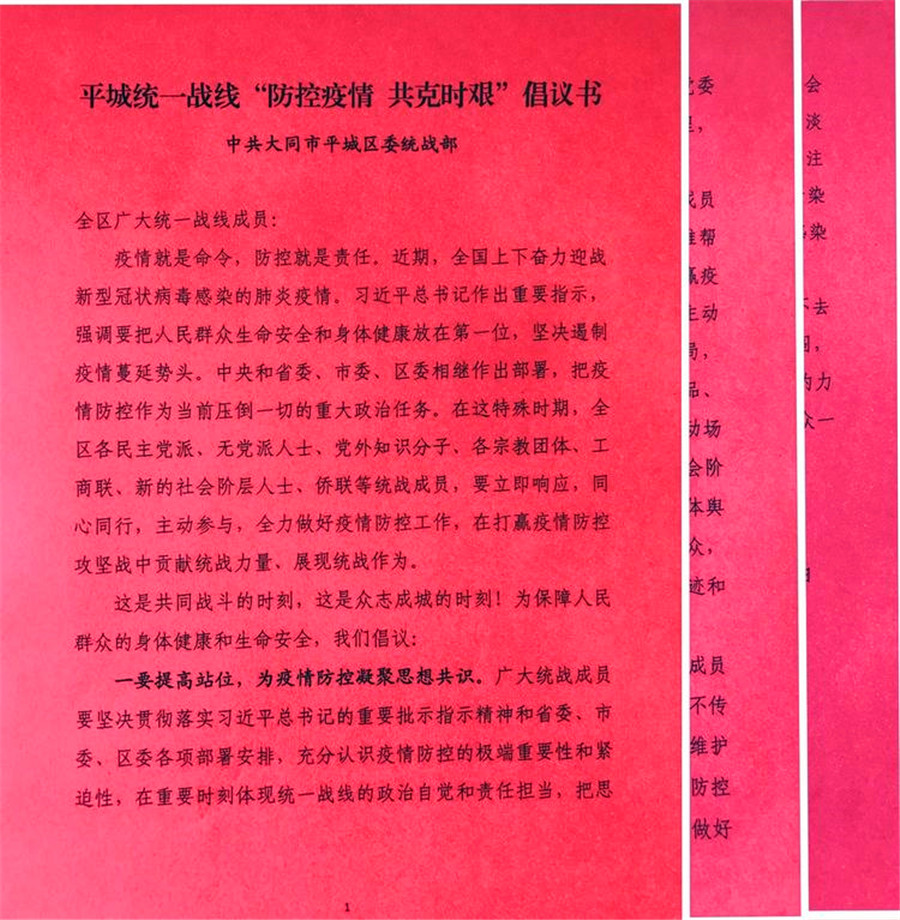 平城统一战线“防控疫情 共克时艰”倡议书
中共大同市平城区委统战部
全区广大统一战线成员：
疫情就是命令，防控就是责任。近期，全国上下奋力迎战
新型冠状病毒感染的肺炎疫情。习近平总书记作出重要指示，
强调要把人民群众生命安全和身体健康放在第一位，坚决遏制
疫情蔓延势头。中央和省委、市委、区委相继作出部署，把疫
情防控作为当前压倒一切的重大政治任务。在这特殊时期，全
区各民主党派、无党派人士、党外知识分子、各宗教团体、工
商联、新的社会阶层人士、侨联等统战成员，要立即响应，同
心同行，主动参与，全力做好疫情防控工作，在打赢疫情防控
攻坚战中贡献统战力量、展现统战作为。
这是共同战斗的时刻，这是众志成城的时刻！为保障人民
群众的身体健康和生命安全，我们倡议：
一要提高站位，为疫情防控凝聚思想共识。广大统战成员
要坚决贯彻落实习近平总书记的重要批示指示精神和省委、市
委、区委各项部署安排，充分认识疫情防控的极端重要性和紧
迫性，在重要时刻体现统一战线的政治自觉和责任担当，把思
1
党委
，
成员
帮
赢疫
主动
局，
品、
动场
会阶
体舆
众，
迹和
成员
不传
维护
防控
做好
会
淡
注
染
感染
不去
，
的力
众一